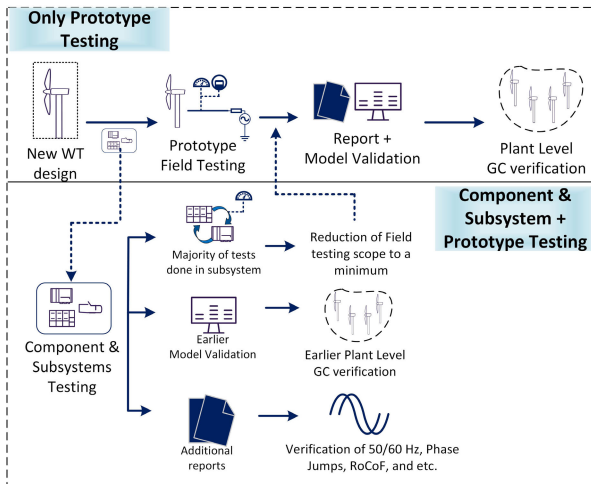 Only Prototype
Testing
New WT
design
Prototype
Field Testing
Report +
Model Validation
Plant Level
GC verification
Component &
Subsystem +
Prototype Testing
Majority of tests
done in subsystem
Reduction of Field
testing scope to a
minimum
Component &
Subsystems
Testing
Earlier
Model Validation
Earlier Plant Level
GC verification
Additional
reports
Verification of 50/60 Hz, Phase
Jumps, RoCoF, and etc.